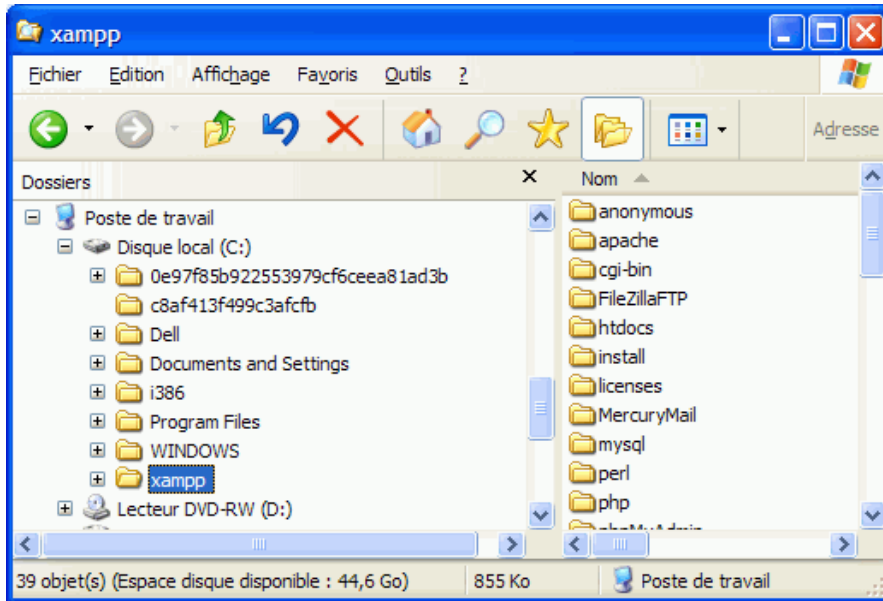 xampp
Fichier Edition Affichage Favoris Outils ?
Adresse
Dossiers
Poste de travail
Disque local (C:)
0e97f85b922553979cf6ceea81ad3b
c8af413f499c3afcfb
Dell
Documents and Settings
i386
Program Files
WINDOWS
xampp
Lecteur DVD-RW (D:)
Nom
anonymous
apache
cgi-bin
FileZillaFTP
htdocs
install
licenses
MercuryMail
mysql
perl
php
phpMyAdmin
39 objet(s) (Espace disque disponible : 44,6 Go) 855 Ko Poste de travail